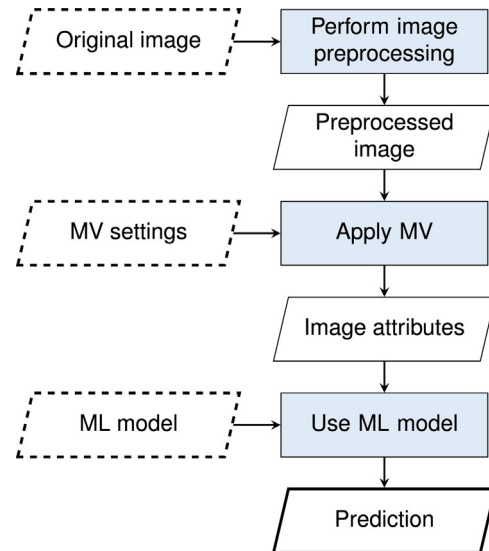 Original image
Perform image
preprocessing
Preprocessed
image
MV settings
Apply MV
Image attributes
ML model
Use ML model
Prediction